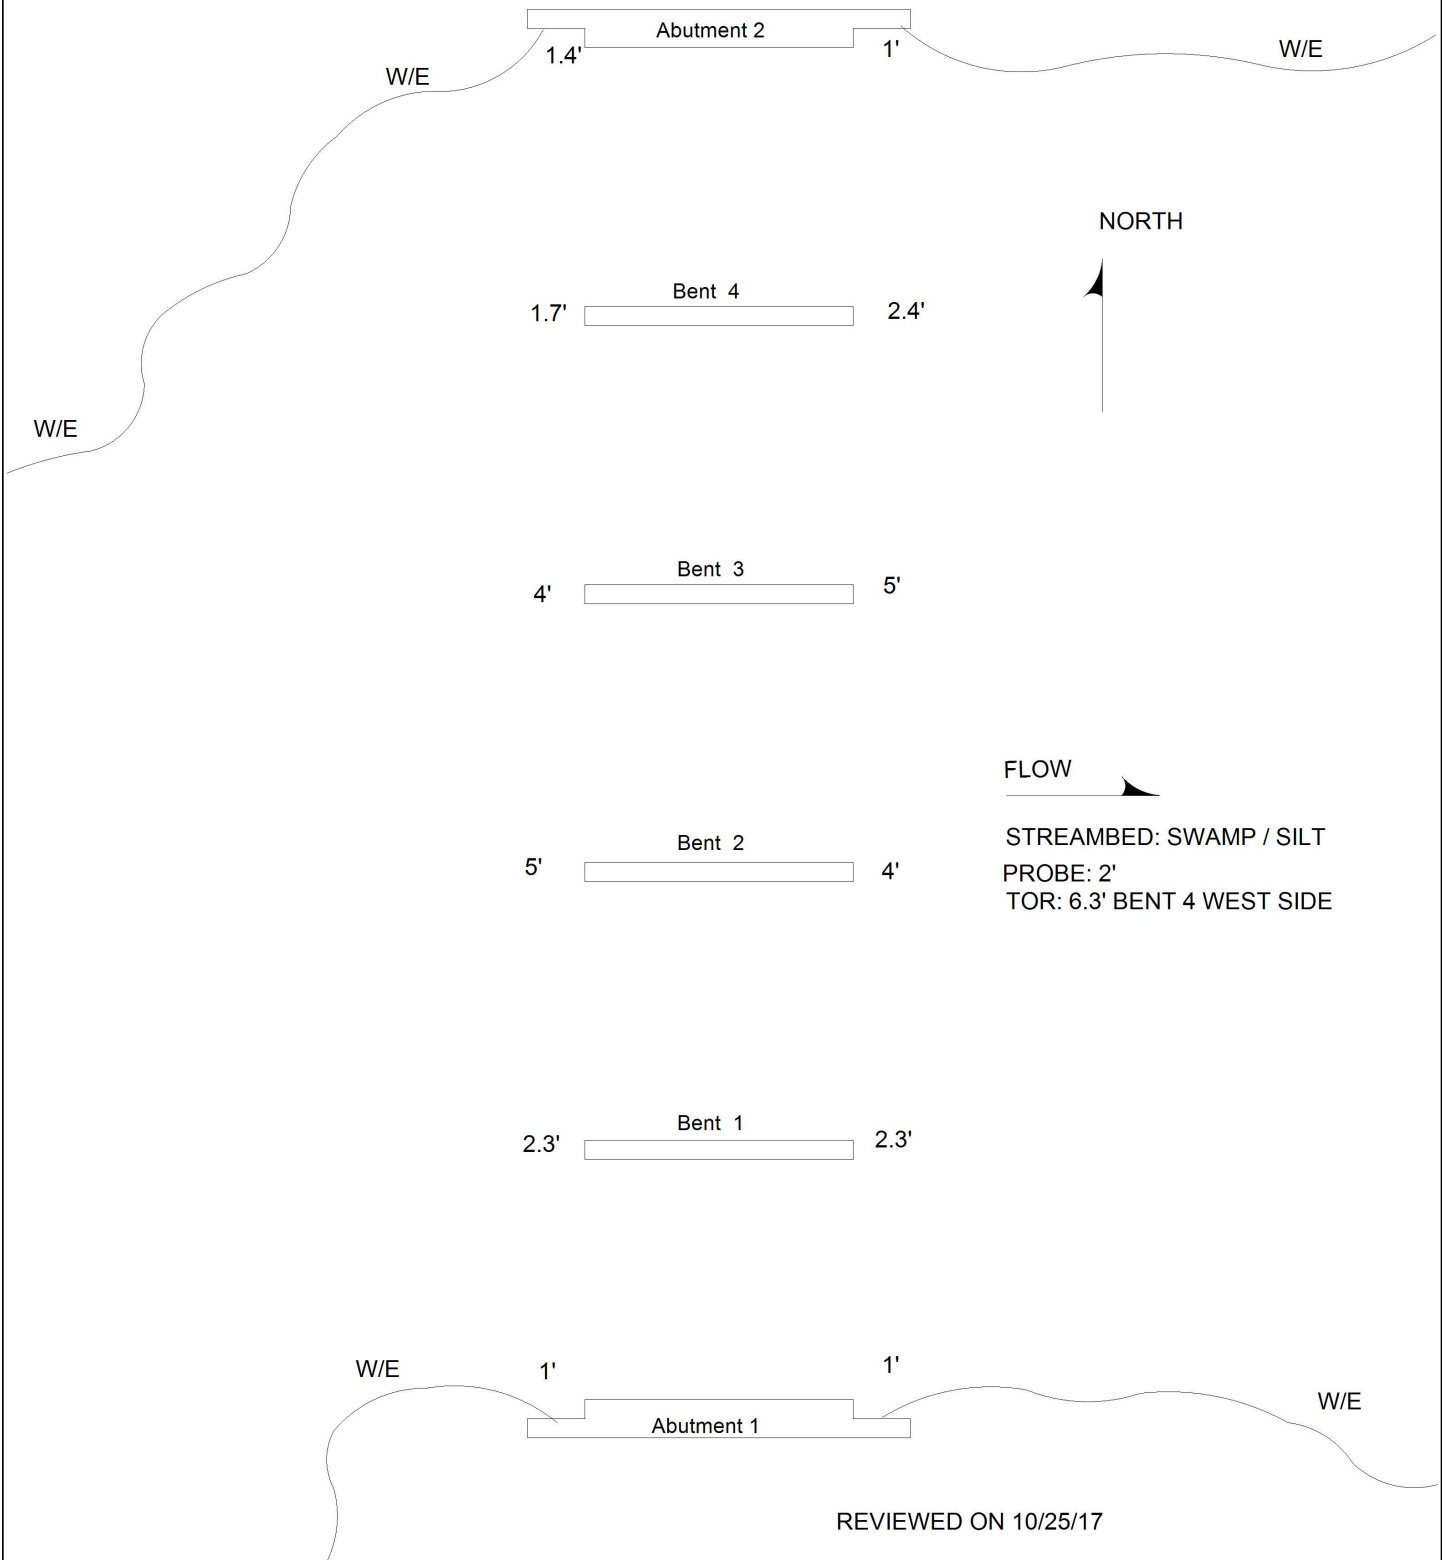 Abutment 2
1.4'
1'
W/E
W/E
NORTH
Bent 4
1.7'
2.4'
W/E
Bent 3
4'
5'
FLOW
STREAMBED: SWAMP / SILT
PROBE: 2'
TOR: 6.3' BENT 4 WEST SIDE
Bent 2
5'
4'
Bent 1
2.3'
2.3'
W/E
1'
1'
W/E
Abutment 1
REVIEWED ON 10/25/17